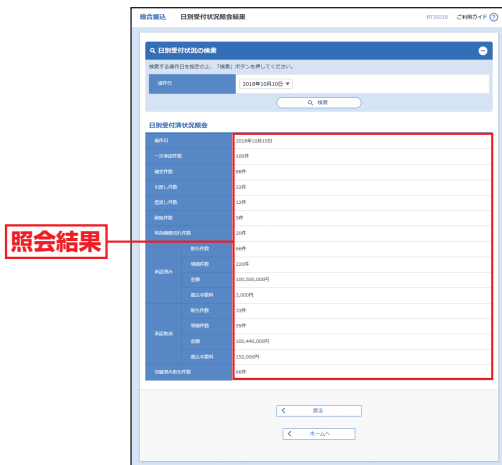 総合振込 日別受付状況照会結果 BTJS018 ご利用ガイド
日別受付状況の検索
検索する操作日を指定の上、「検索」ボタンを押してください。
操作日 2018年10月10日
検索
日別受付済状況照会
操作日 2018年10月10日
一次承認件数 100件
確定件数 88件
引戻し件数 22件
差戻し件数 12件
削除件数 5件
有効期限切れ件数 20件
承認済み 取引件数 66件
明細件数 220件
金額 100,500,000円
振込手数料 2,000円
承認取消 取引件数 33件
明細件数 55件
金額 100,440,000円
振込手数料 152,000円
切替済み取引件数 66件
照会結果
戻る
ホームへ